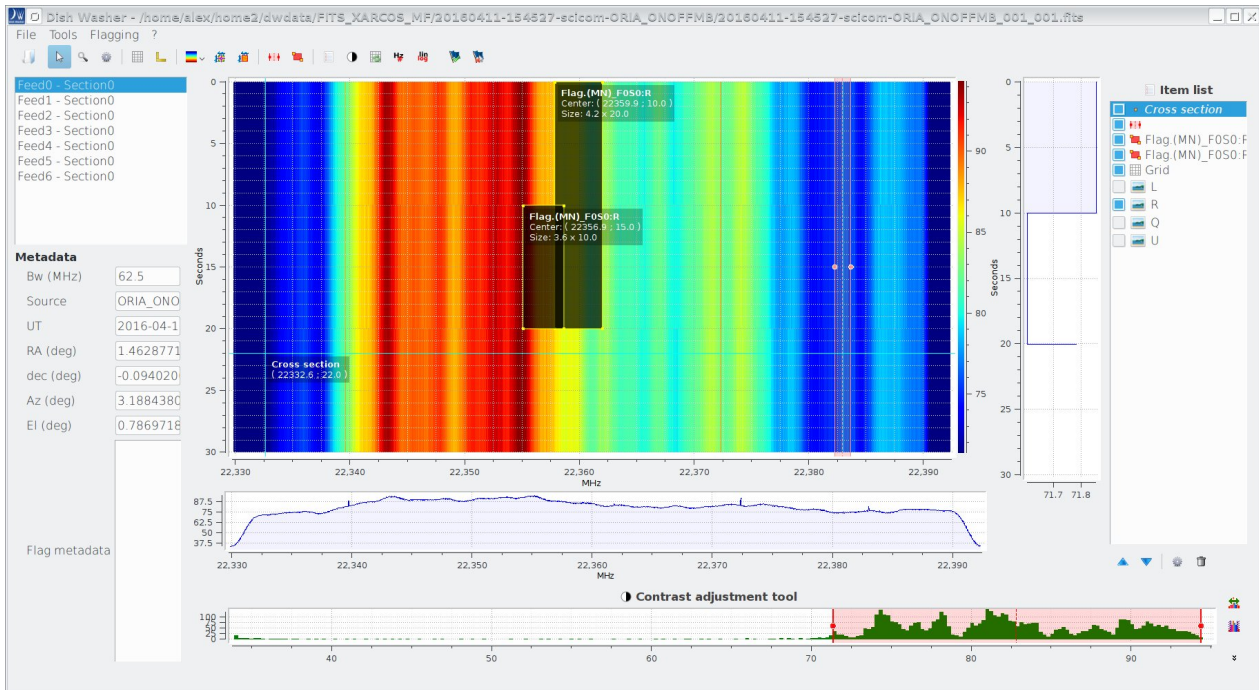 Dish Washer - /home/alex/home2/dwdata/FITS_XARCOS_MF/20160411-154527-scicom-ORIA_ONOFFMB/20160411-154527-scicom-ORIA_ONOFFMB_001_001.fits
File Tools Flagging ?
Hz
lin
Feed0 - Section0
Feed1 - Section0
Feed2 - Section0
Feed3 - Section0
Feed4 - Section0
Feed5 - Section0
Feed6 - Section0
Metadata
Bw (MHz) 62.5
Source ORIA_ONO
UT 2016-04-1
RA (deg) 1.4628771
dec (deg) -0.094020
Az (deg) 3.1884380
El (deg) 0.7869718
Flag metadata
0
5
10
15
20
25
30
Seconds
Flag.(MN)_F0S0:R
Center: ( 22359.9 ; 10.0 )
Size: 4.2 x 20.0
Flag.(MN)_F0S0:R
Center: ( 22356.9 ; 15.0 )
Size: 3.6 x 10.0
Cross section
( 22332.6 ; 22.0 )
22,330 22,340 22,350 22,360 22,370 22,380 22,390
MHz
90
85
80
75
0
5
10
15
20
25
30
Seconds
71.7 71.8
87.5
75
62.5
50
37.5
22,330 22,340 22,350 22,360 22,370 22,380 22,390
MHz
Contrast adjustment tool
100
75
50
25
0
40 50 60 70 80 90
Item list
Cross section
Flag.(MN)_F0S0:F
Flag.(MN)_F0S0:F
Grid
L
R
Q
U